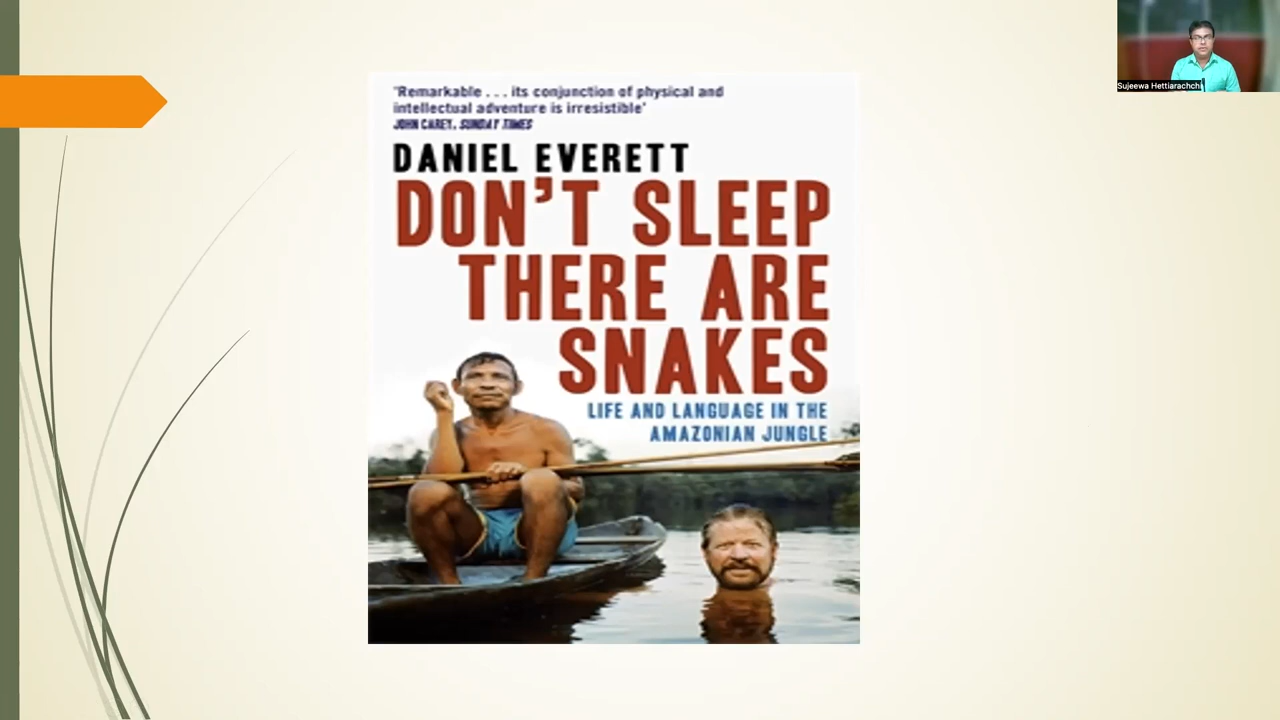 'Remarkable . . . its conjunction of physical and
intellectual adventure is irresistible'
JOHN CAREY, SUNDAY TIMES
DANIEL EVERETT
DON'T SLEEP
THERE ARE
SNAKES
LIFE AND LANGUAGE IN THE
AMAZONIAN JUNGLE
Sujeewa Hettiarachchi